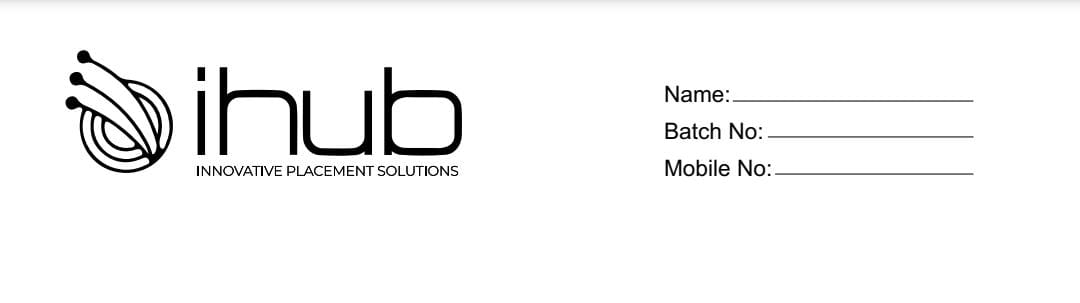 ihub
INNOVATIVE PLACEMENT SOLUTIONS
Name:
Batch No:
Mobile No: